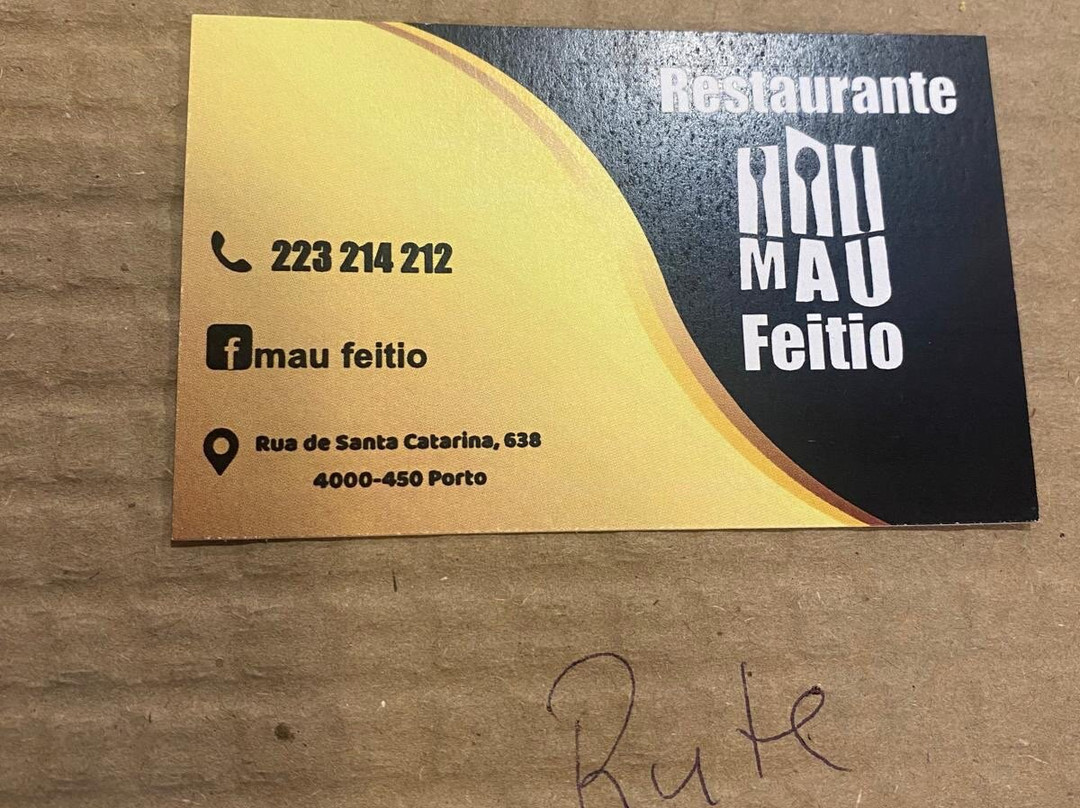 Restaurante
MAU
Feitio
223 214 212
mau feitio
Rua de Santa Catarina, 638
4000-450 Porto
Rute